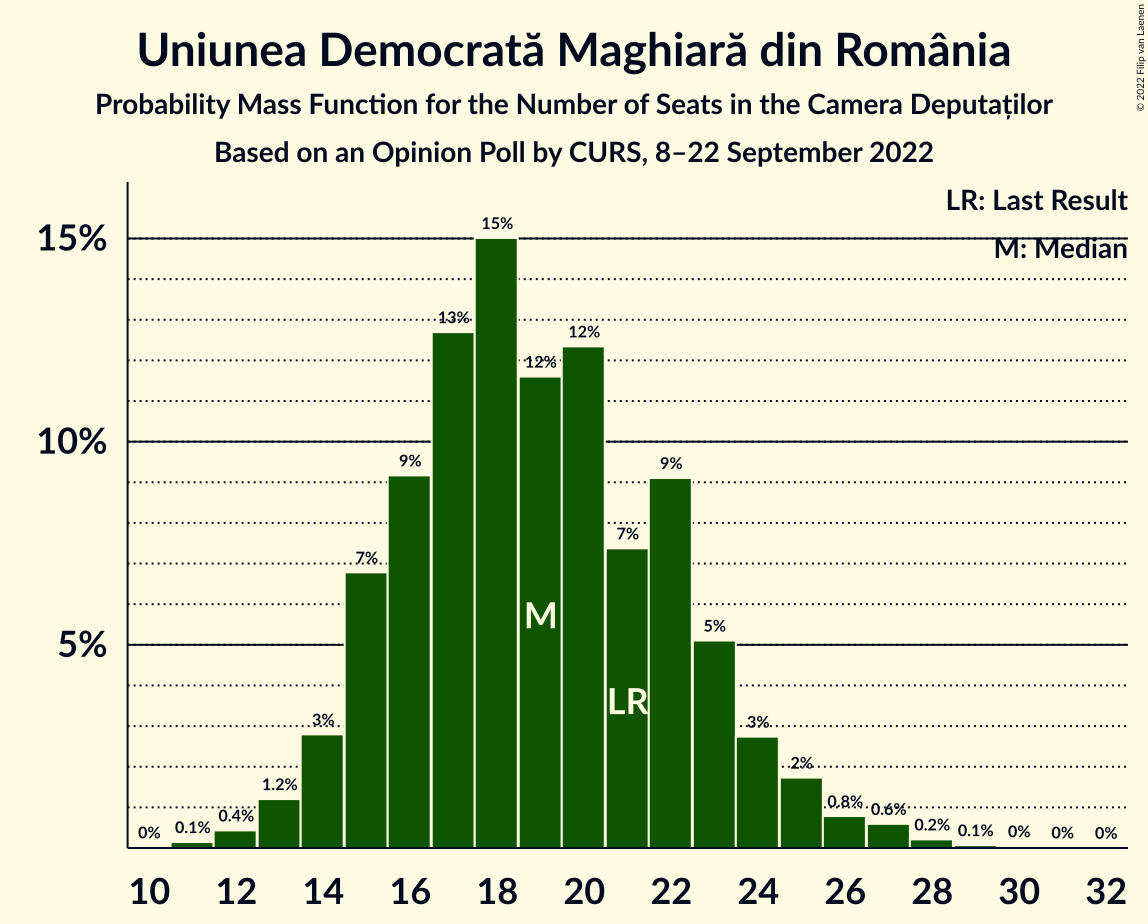 Uniunea Democrată Maghiară din România
Probability Mass Function for the Number of Seats in the Camera Deputaților
Based on an Opinion Poll by CURS, 8–22 September 2022
© 2022 Filip van Laenen
LR: Last Result
M: Median
15%
10%
5%
0%
0.1%
0.4%
1.2%
3%
7%
9%
13%
15%
12%
12%
7%
9%
5%
3%
2%
0.8%
0.6%
0.2%
0.1%
0%
0%
0%
M
LR
10 12 14 16 18 20 22 24 26 28 30 32